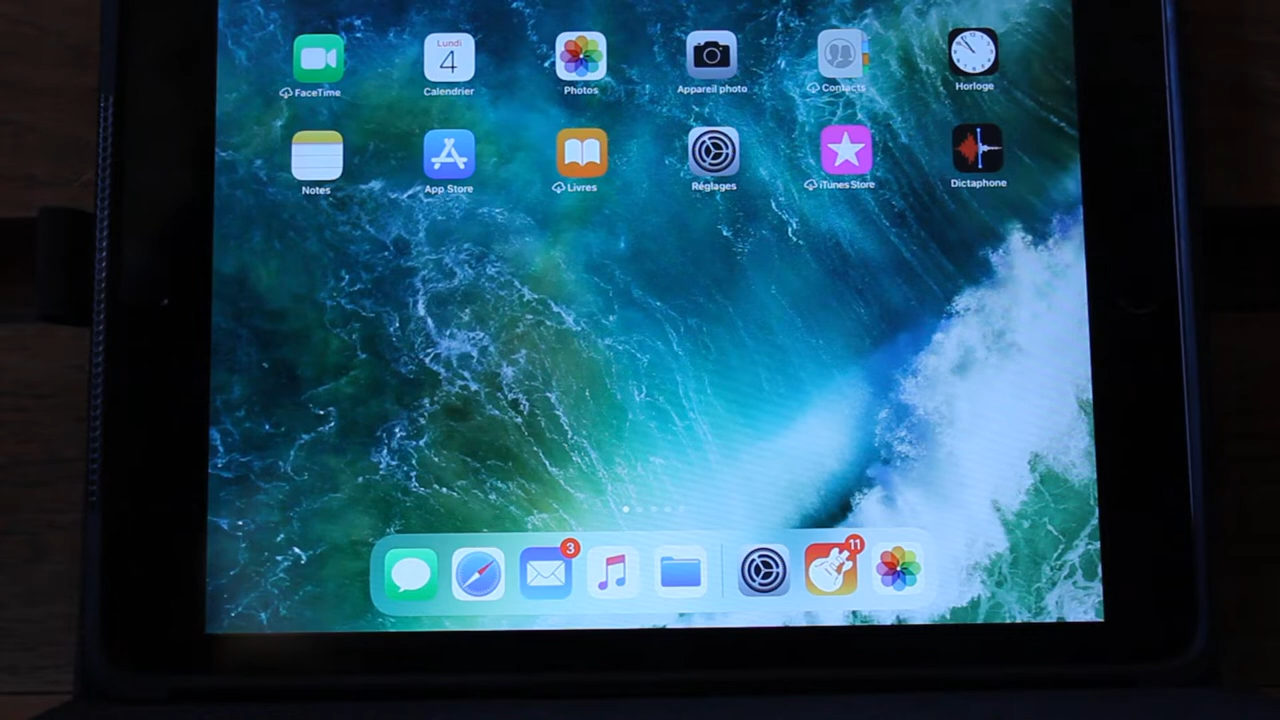 Lundi
4
FaceTime
Calendrier
Photos
Appareil photo
Contacts
Horloge
Notes
App Store
Livres
Réglages
iTunes Store
Dictaphone
3
11